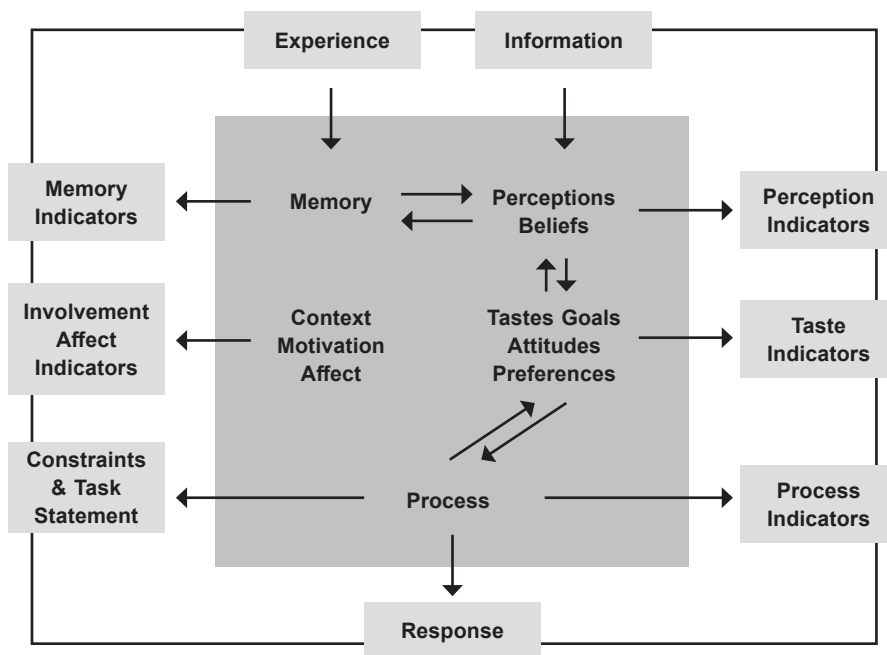 Experience
Information
Memory
Indicators
Memory
Perceptions
Beliefs
Perception
Indicators
Involvement
Affect
Indicators
Context
Motivation
Affect
Tastes Goals
Attitudes
Preferences
Taste
Indicators
Constraints
& Task
Statement
Process
Process
Indicators
Response